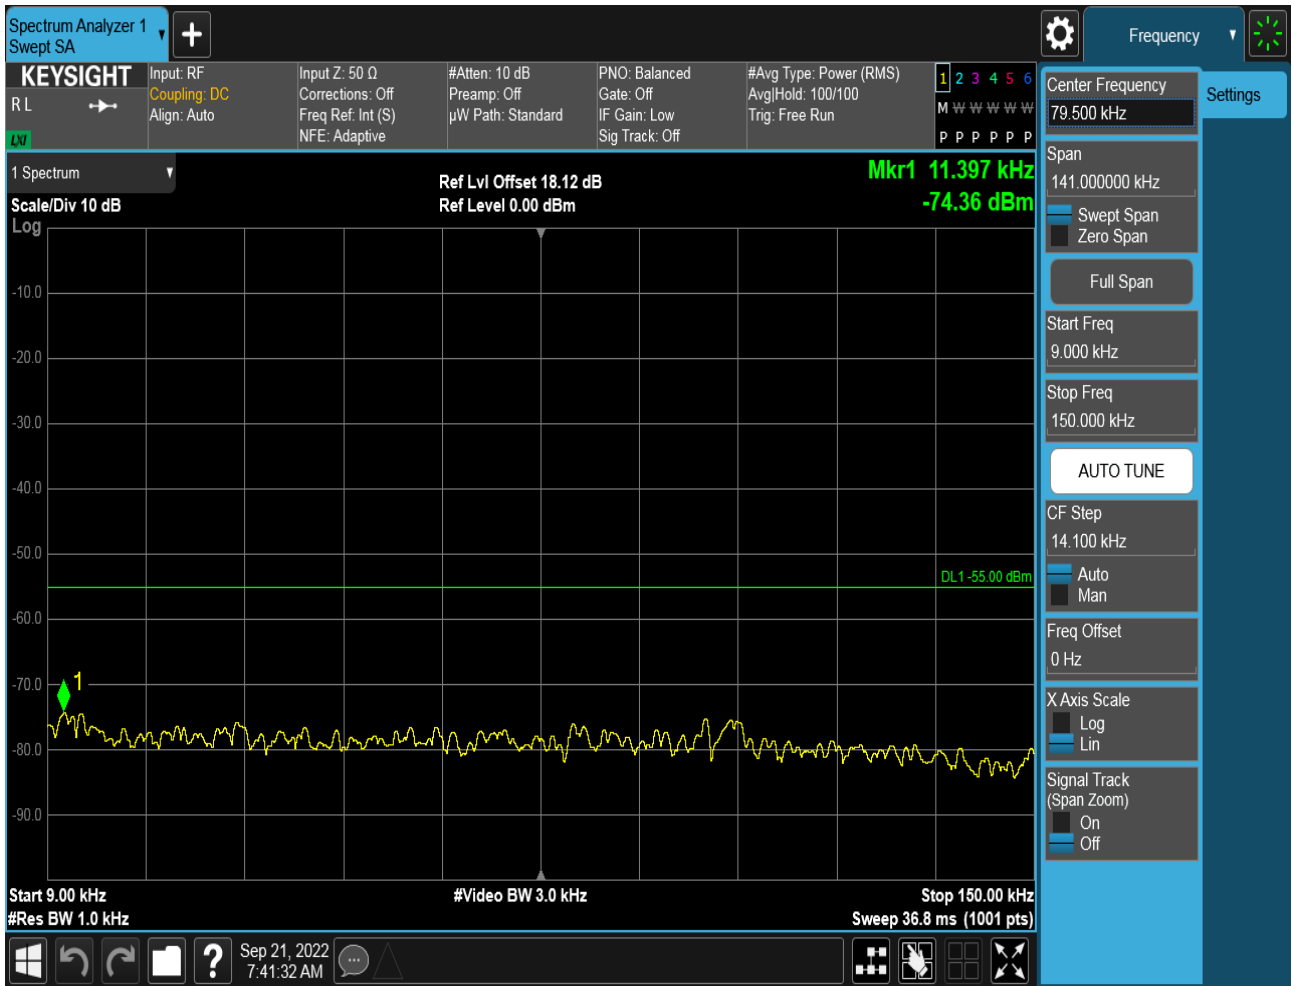 Spectrum Analyzer 1
Swept SA
Frequency
KEYSIGHT
R L
LXI
Input: RF
Coupling: DC
Align: Auto
Input Z: 50 Ω
Corrections: Off
Freq Ref: Int (S)
NFE: Adaptive
#Atten: 10 dB
Preamp: Off
µW Path: Standard
PNO: Balanced
Gate: Off
IF Gain: Low
Sig Track: Off
#Avg Type: Power (RMS)
Avg|Hold: 100/100
Trig: Free Run
1 2 3 4 5 6
M W W W W W
P P P P P P
1 Spectrum
Scale/Div 10 dB
Log
Ref Lvl Offset 18.12 dB
Ref Level 0.00 dBm
Mkr1 11.397 kHz
-74.36 dBm
-10.0
-20.0
-30.0
-40.0
-50.0
DL1 -55.00 dBm
-60.0
-70.0
1
-80.0
-90.0
Start 9.00 kHz
#Res BW 1.0 kHz
#Video BW 3.0 kHz
Stop 150.00 kHz
Sweep 36.8 ms (1001 pts)
Center Frequency
79.500 kHz
Settings
Span
141.000000 kHz
Swept Span
Zero Span
Full Span
Start Freq
9.000 kHz
Stop Freq
150.000 kHz
AUTO TUNE
CF Step
14.100 kHz
Auto
Man
Freq Offset
0 Hz
X Axis Scale
Log
Lin
Signal Track
(Span Zoom)
On
Off
?
Sep 21, 2022
7:41:32 AM